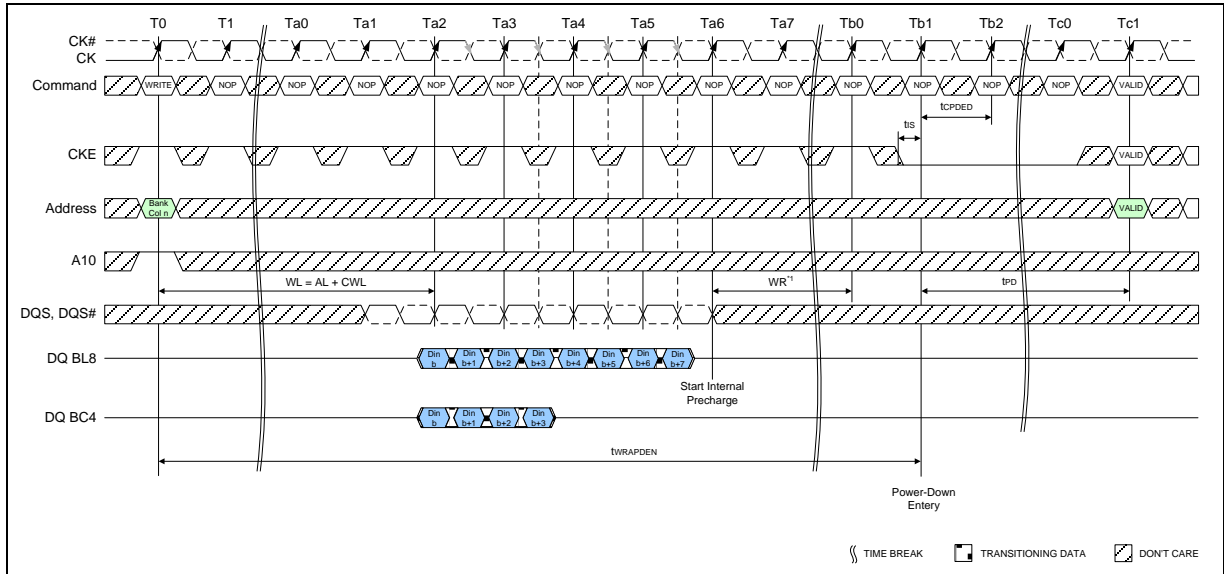 T0 T1 Ta0 Ta1 Ta2 Ta3 Ta4 Ta5 Ta6 Ta7 Tb0 Tb1 Tb2 Tc0 Tc1
CK#
CK
Command WRITE NOP NOP NOP NOP NOP NOP NOP NOP NOP NOP NOP NOP NOP VALID
tCPDED
tIS
CKE VALID
Address Bank Col n VALID
A10
WL = AL + CWL WR*1 tPD
DQS, DQS#
DQ BL8 Din b Din b+1 Din b+2 Din b+3 Din b+4 Din b+5 Din b+6 Din b+7
Start Internal
Precharge
DQ BC4 Din b Din b+1 Din b+2 Din b+3
tWRAPDEN
Power-Down
Entery
TIME BREAK TRANSITIONING DATA DON'T CARE